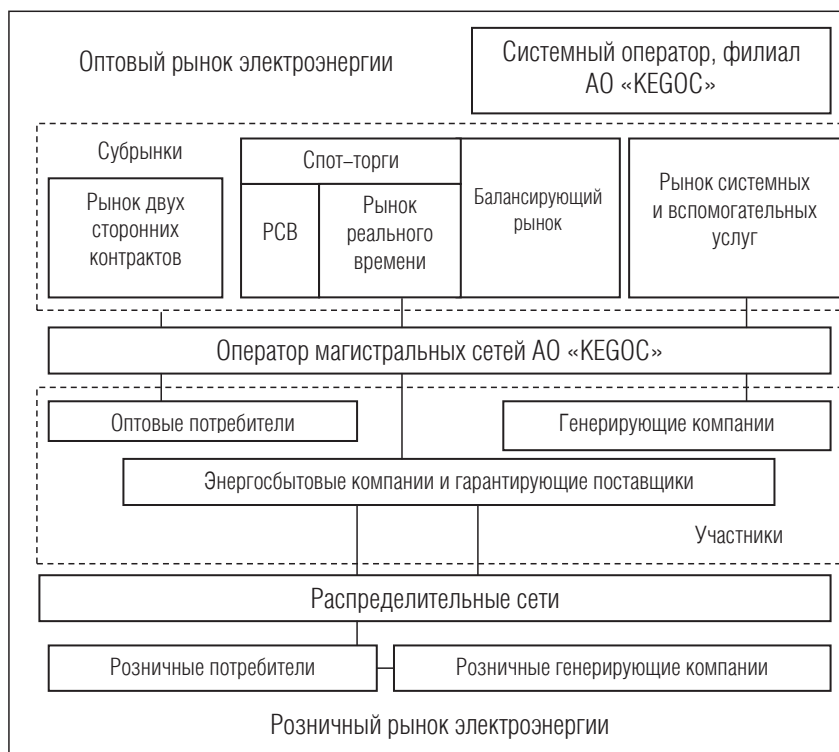 Оптовый рынок электроэнергии
Системный оператор, филиал
АО «KEGOC»
Субрынки
Рынок двух
сторонних
контрактов
Спот–торги
РСВ
Рынок
реального
времени
Балансирующий
рынок
Рынок системных
и вспомогательных
услуг
Оператор магистральных сетей АО «KEGOC»
Оптовые потребители
Генерирующие компании
Энергосбытовые компании и гарантирующие поставщики
Участники
Распределительные сети
Розничные потребители
Розничные генерирующие компании
Розничный рынок электроэнергии